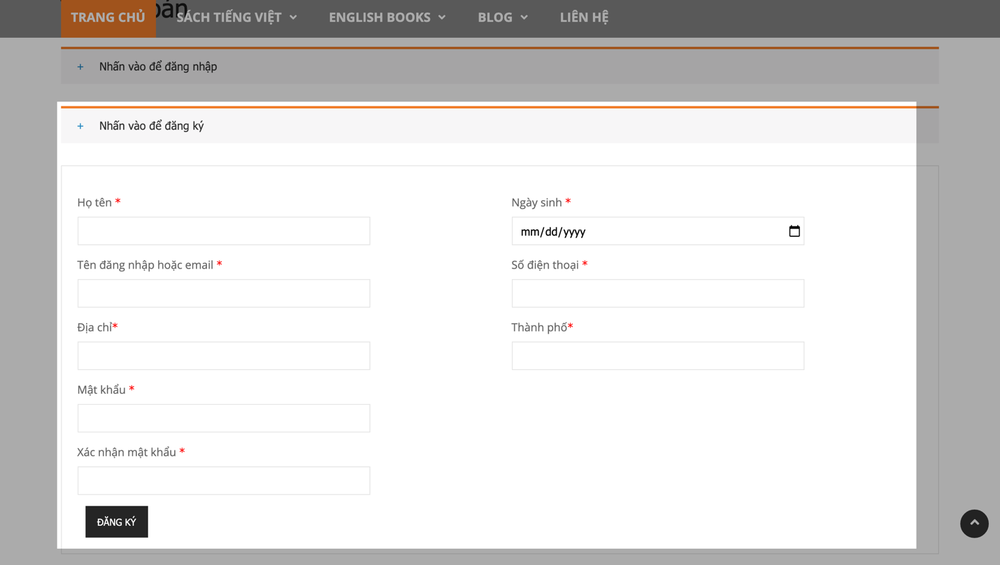 TRANG CHỦ SÁCH TIẾNG VIỆT ENGLISH BOOKS BLOG LIÊN HỆ
+ Nhấn vào để đăng nhập
+ Nhấn vào để đăng ký
Họ tên * Ngày sinh *
mm/dd/yyyy
Tên đăng nhập hoặc email * Số điện thoại *
Địa chỉ* Thành phố*
Mật khẩu *
Xác nhận mật khẩu *
ĐĂNG KÝ